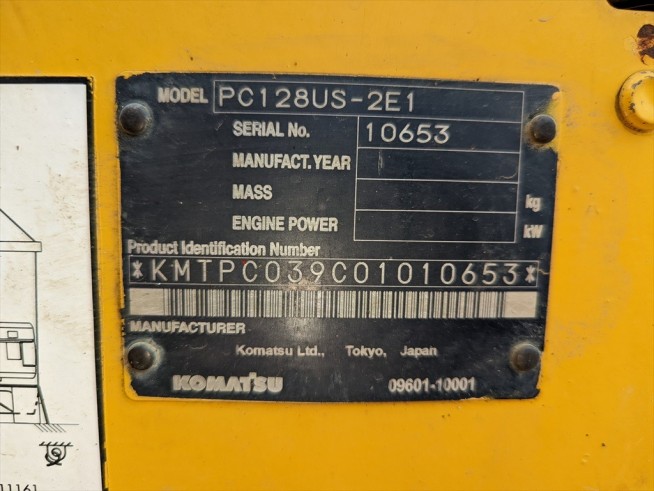 MODEL PC128US-2E1
SERIAL No. 10653
MANUFACT. YEAR
MASS kg
ENGINE POWER kW
Product Identification Number
*KMTPC039C01010653*
MANUFACTURER
Komatsu Ltd., Tokyo, Japan
KOMATSU 09601-10001
11161